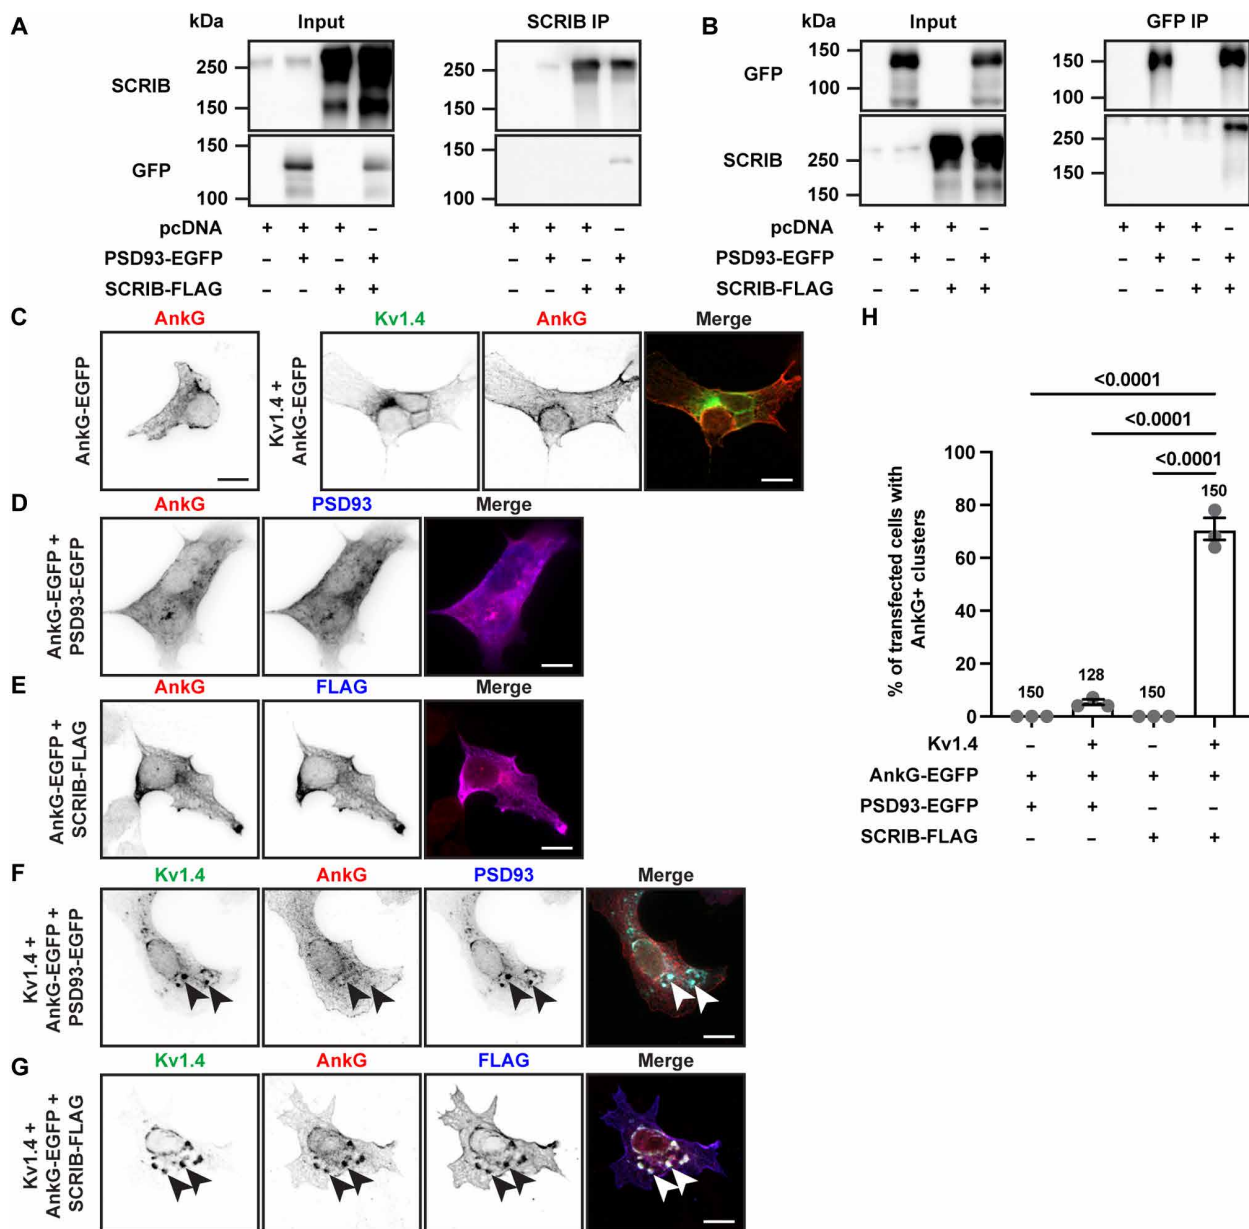 A
kDa
Input
SCRIB IP
SCRIB
250
150
250
150
GFP
150
100
150
100
pcDNA
+ + + –
+ + + –
PSD93-EGFP
– + – +
– + – +
SCRIB-FLAG
– – + +
– – + +
B
kDa
Input
GFP IP
GFP
150
100
150
100
SCRIB
250
150
250
150
pcDNA
+ + + –
+ + + –
PSD93-EGFP
– + – +
– + – +
SCRIB-FLAG
– – + +
– – + +
C
AnkG
Kv1.4
AnkG
Merge
AnkG-EGFP
Kv1.4 +
AnkG-EGFP
D
AnkG
PSD93
Merge
AnkG-EGFP +
PSD93-EGFP
E
AnkG
FLAG
Merge
AnkG-EGFP +
SCRIB-FLAG
F
Kv1.4
AnkG
PSD93
Merge
Kv1.4 +
AnkG-EGFP +
PSD93-EGFP
G
Kv1.4
AnkG
FLAG
Merge
Kv1.4 +
AnkG-EGFP +
SCRIB-FLAG
H
<0.0001
<0.0001
<0.0001
% of transfected cells with
AnkG+ clusters
100
80
60
40
20
0
150
128
150
150
Kv1.4
– + – +
AnkG-EGFP
+ + + +
PSD93-EGFP
+ + – –
SCRIB-FLAG
– – + +